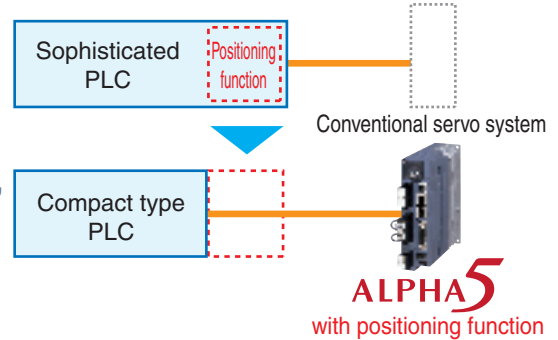 Sophisticated
PLC
Positioning
function
Conventional servo system
Compact type
PLC
ALPHA5
with positioning function